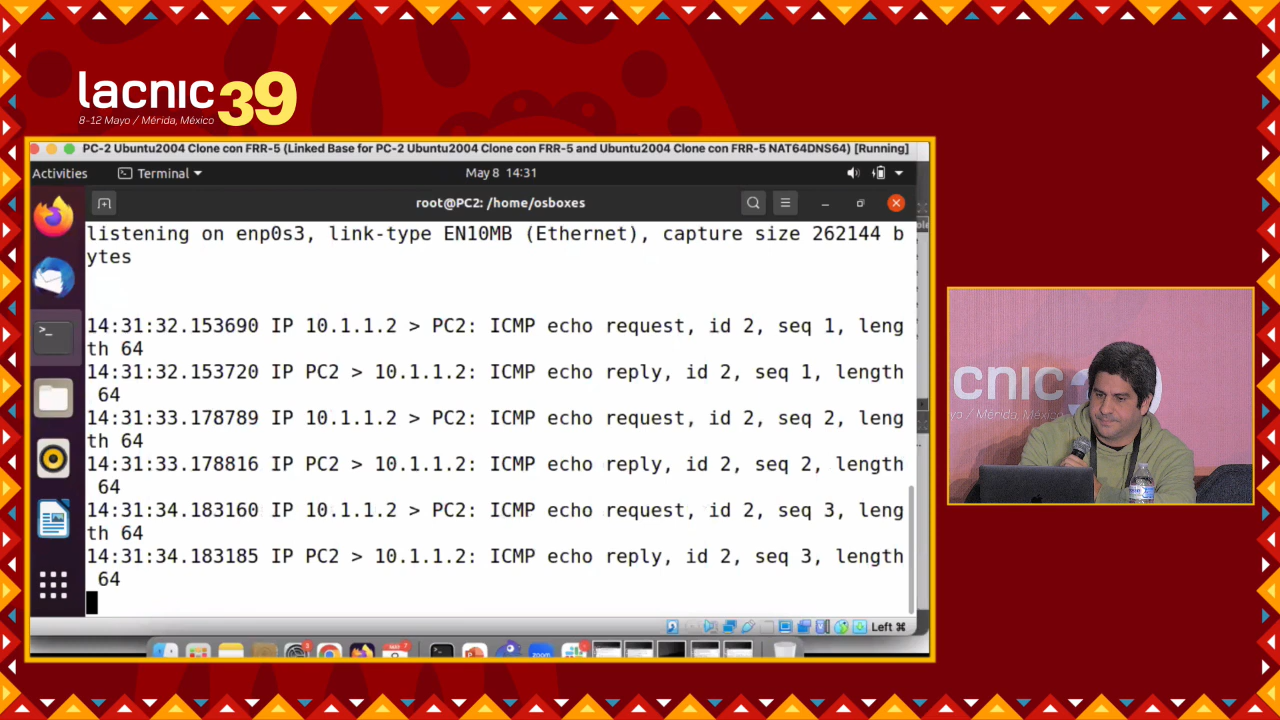 lacnic 39
8-12 Mayo / Mérida, México
PC-2 Ubuntu2004 Clone con FRR-5 (Linked Base for PC-2 Ubuntu2004 Clone con FRR-5 and Ubuntu2004 Clone con FRR-5 NAT64DNS64) [Running]
Activities
Terminal
May 8 14:31
root@PC2: /home/osboxes
listening on enp0s3, link-type EN10MB (Ethernet), capture size 262144 b
ytes
14:31:32.153690 IP 10.1.1.2 > PC2: ICMP echo request, id 2, seq 1, leng
th 64
14:31:32.153720 IP PC2 > 10.1.1.2: ICMP echo reply, id 2, seq 1, length
64
14:31:33.178789 IP 10.1.1.2 > PC2: ICMP echo request, id 2, seq 2, leng
th 64
14:31:33.178816 IP PC2 > 10.1.1.2: ICMP echo reply, id 2, seq 2, length
64
14:31:34.183160 IP 10.1.1.2 > PC2: ICMP echo request, id 2, seq 3, leng
th 64
14:31:34.183185 IP PC2 > 10.1.1.2: ICMP echo reply, id 2, seq 3, length
64
Left ⌘
zoom
cnic 39
yo / Mérida, México